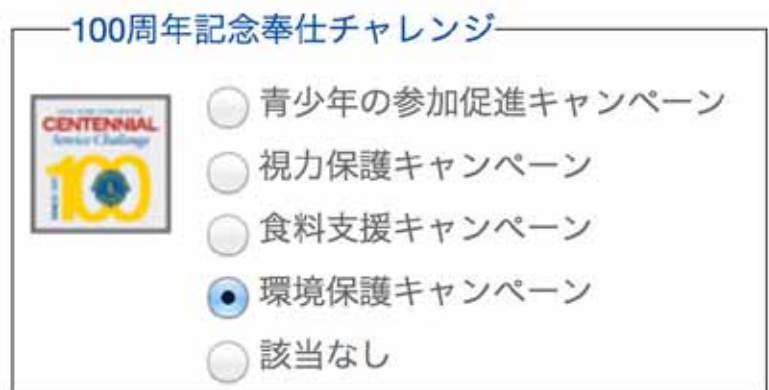 100周年記念奉仕チャレンジ
CENTENNIAL
Service Challenge
100
青少年の参加促進キャンペーン
視力保護キャンペーン
食料支援キャンペーン
環境保護キャンペーン
該当なし